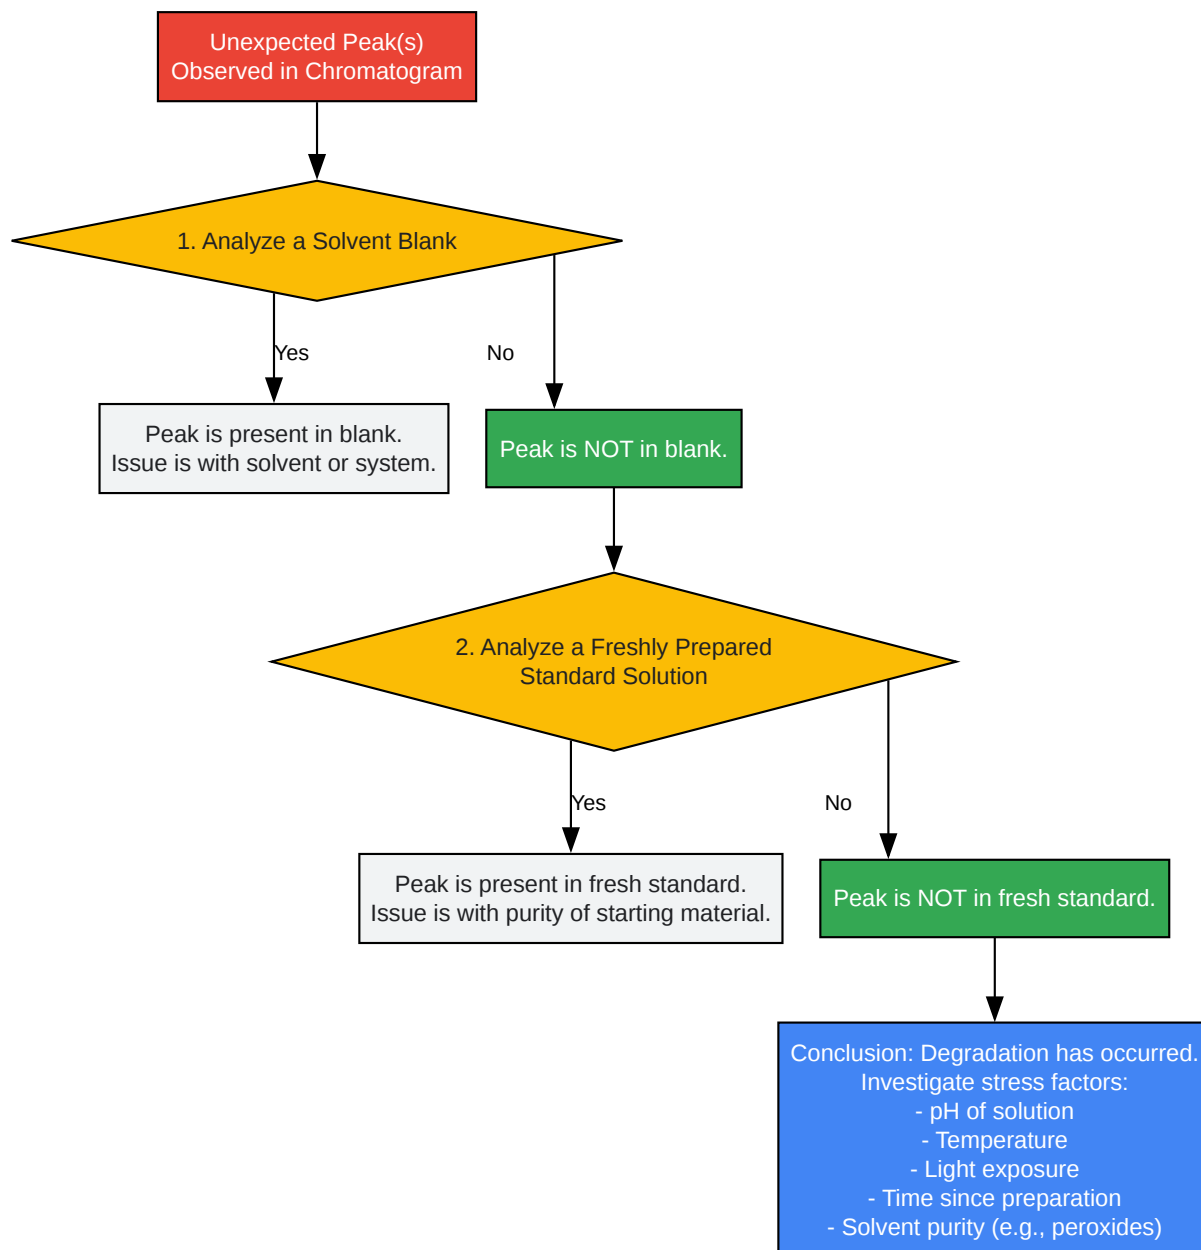 Unexpected Peak(s)
Observed in Chromatogram
1. Analyze a Solvent Blank
Yes
No
Peak is present in blank.
Issue is with solvent or system.
Peak is NOT in blank.
2. Analyze a Freshly Prepared
Standard Solution
Yes
No
Peak is present in fresh standard.
Issue is with purity of starting material.
Peak is NOT in fresh standard.
Conclusion: Degradation has occurred.
Investigate stress factors:
- pH of solution
- Temperature
- Light exposure
- Time since preparation
- Solvent purity (e.g., peroxides)